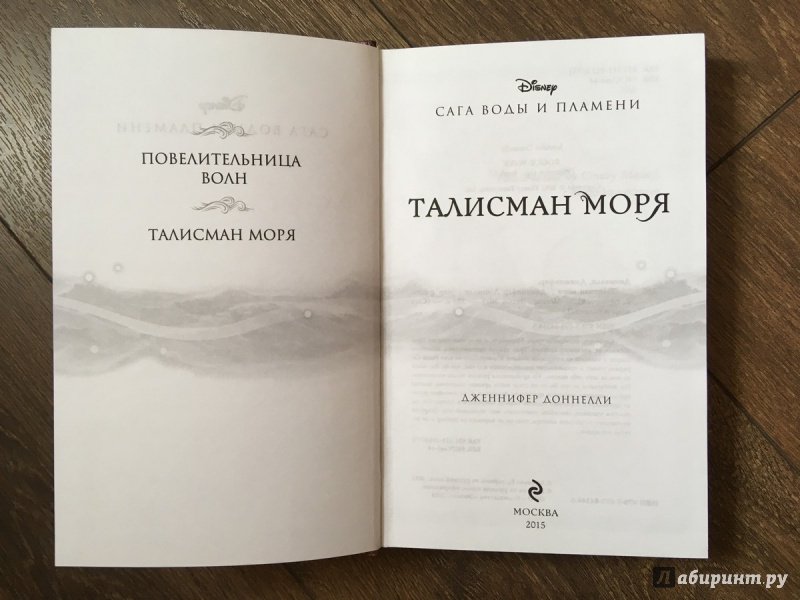 ПОВЕЛИТЕЛЬНИЦА
ВОЛН
ТАЛИСМАН МОРЯ
Disney
САГА ВОДЫ И ПЛАМЕНИ
ТАЛИСМАН МОРЯ
ДЖЕННИФЕР ДОННЕЛЛИ
МОСКВА
2015
Лабиринт.ру